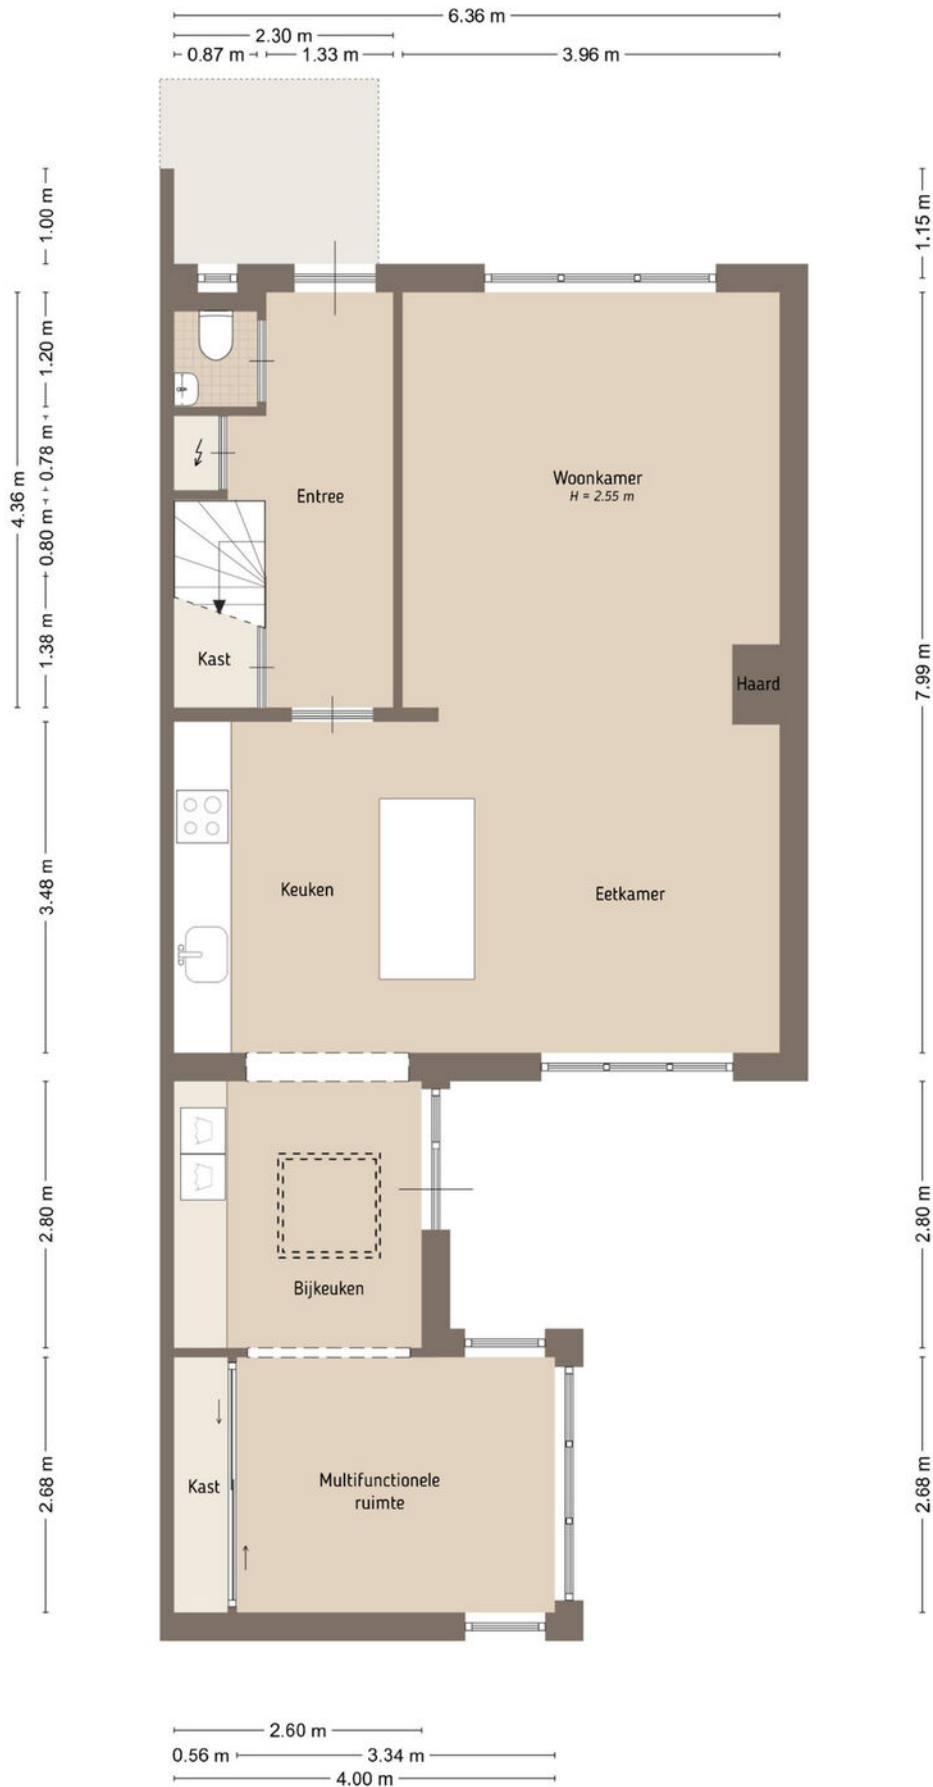 6.36 m
2.30 m
0.87 m
1.33 m
3.96 m
1.00 m
1.15 m
4.36 m
1.20 m
0.78 m
0.80 m
1.38 m
Entree
Woonkamer
H = 2.55 m
Kast
Haard
7.99 m
3.48 m
Keuken
Eetkamer
2.80 m
2.80 m
Bijkeuken
2.68 m
2.68 m
Kast
Multifunctionele
ruimte
2.60 m
0.56 m
3.34 m
4.00 m